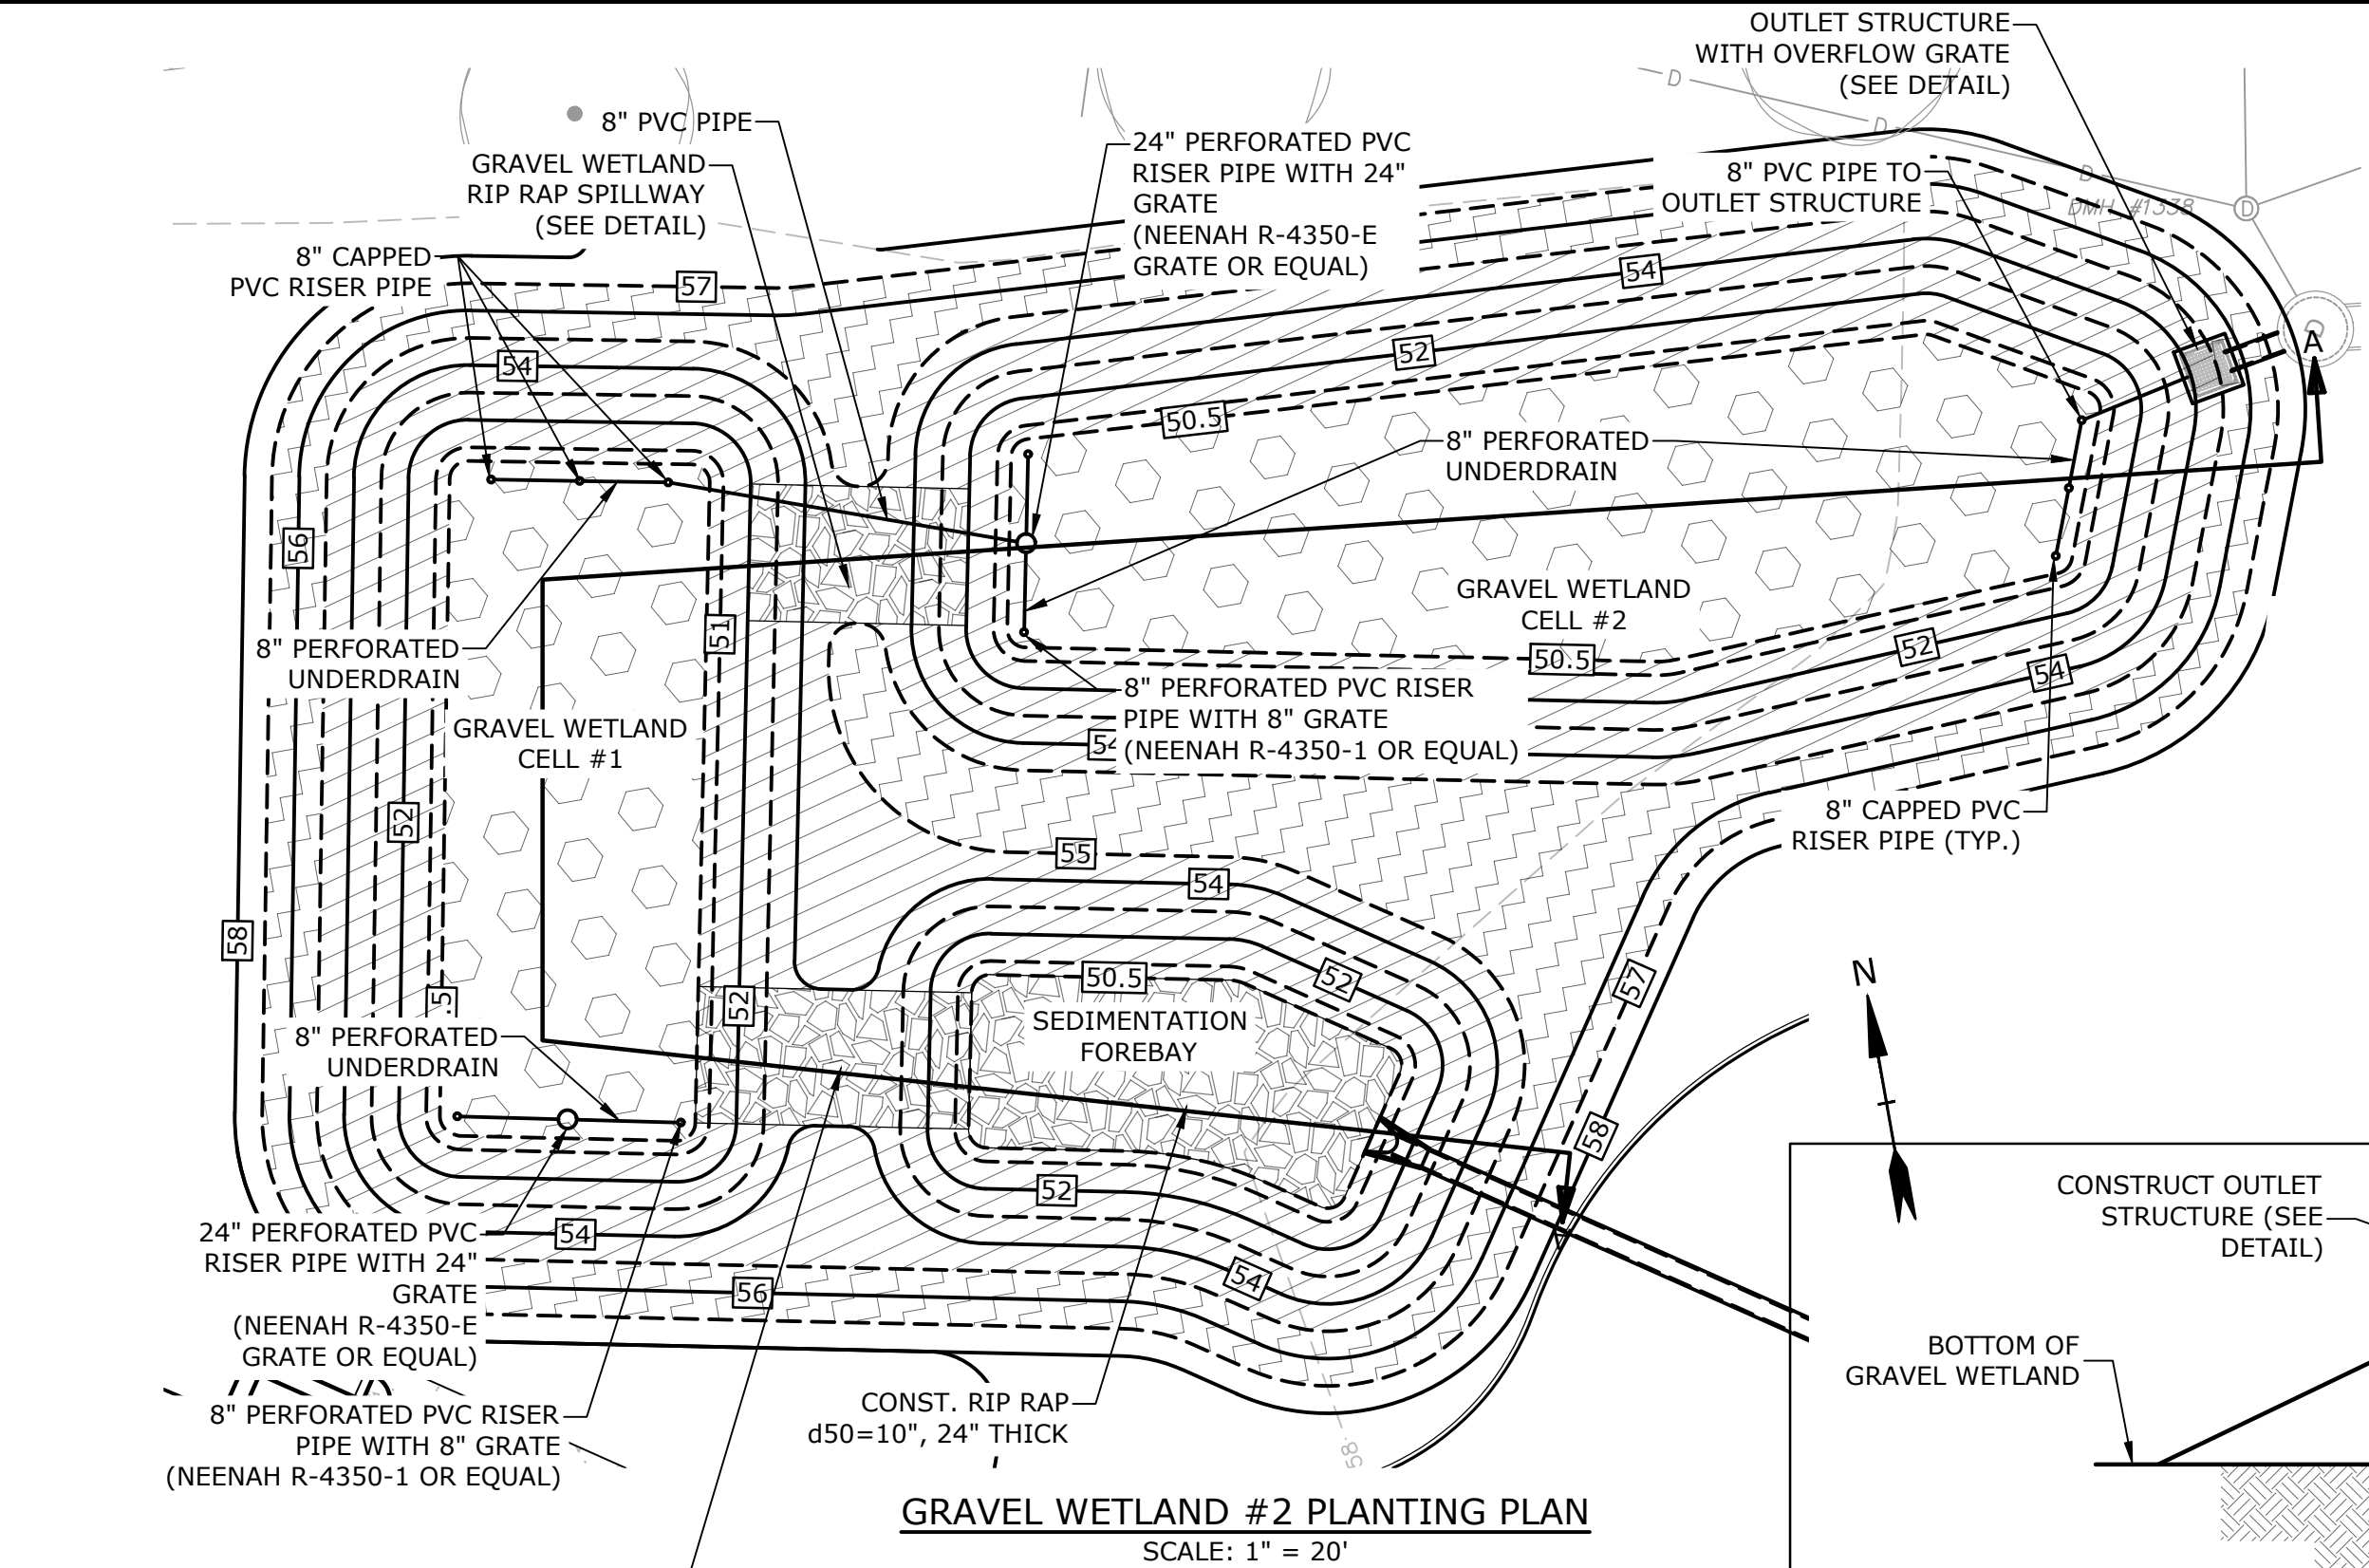 OUTLET STRUCTURE
WITH OVERFLOW GRATE
(SEE DETAIL)
D
8" PVC PIPE
24" PERFORATED PVC
RISER PIPE WITH 24"
GRATE
(NEENAH R-4350-E
GRATE OR EQUAL)
D
GRAVEL WETLAND
RIP RAP SPILLWAY
(SEE DETAIL)
8" PVC PIPE TO
OUTLET STRUCTURE
D
DMH #1338
D
8" CAPPED
PVC RISER PIPE
57
54
D
A
54
52
50.5
8" PERFORATED
UNDERDRAIN
56
GRAVEL WETLAND
CELL #2
51
8" PERFORATED
UNDERDRAIN
52
50.5
54
8" PERFORATED PVC RISER
PIPE WITH 8" GRATE
(NEENAH R-4350-1 OR EQUAL)
54
GRAVEL WETLAND
CELL #1
52
8" CAPPED PVC
RISER PIPE (TYP.)
55
54
58
50.5
52
57
N
.5
52
SEDIMENTATION
FOREBAY
8" PERFORATED
UNDERDRAIN
58
52
CONSTRUCT OUTLET
STRUCTURE (SEE
DETAIL)
24" PERFORATED PVC
RISER PIPE WITH 24"
GRATE
(NEENAH R-4350-E
GRATE OR EQUAL)
54
54
56
BOTTOM OF
GRAVEL WETLAND
8" PERFORATED PVC RISER
PIPE WITH 8" GRATE
(NEENAH R-4350-1 OR EQUAL)
CONST. RIP RAP
d50=10", 24" THICK
58
GRAVEL WETLAND #2 PLANTING PLAN
SCALE: 1" = 20'